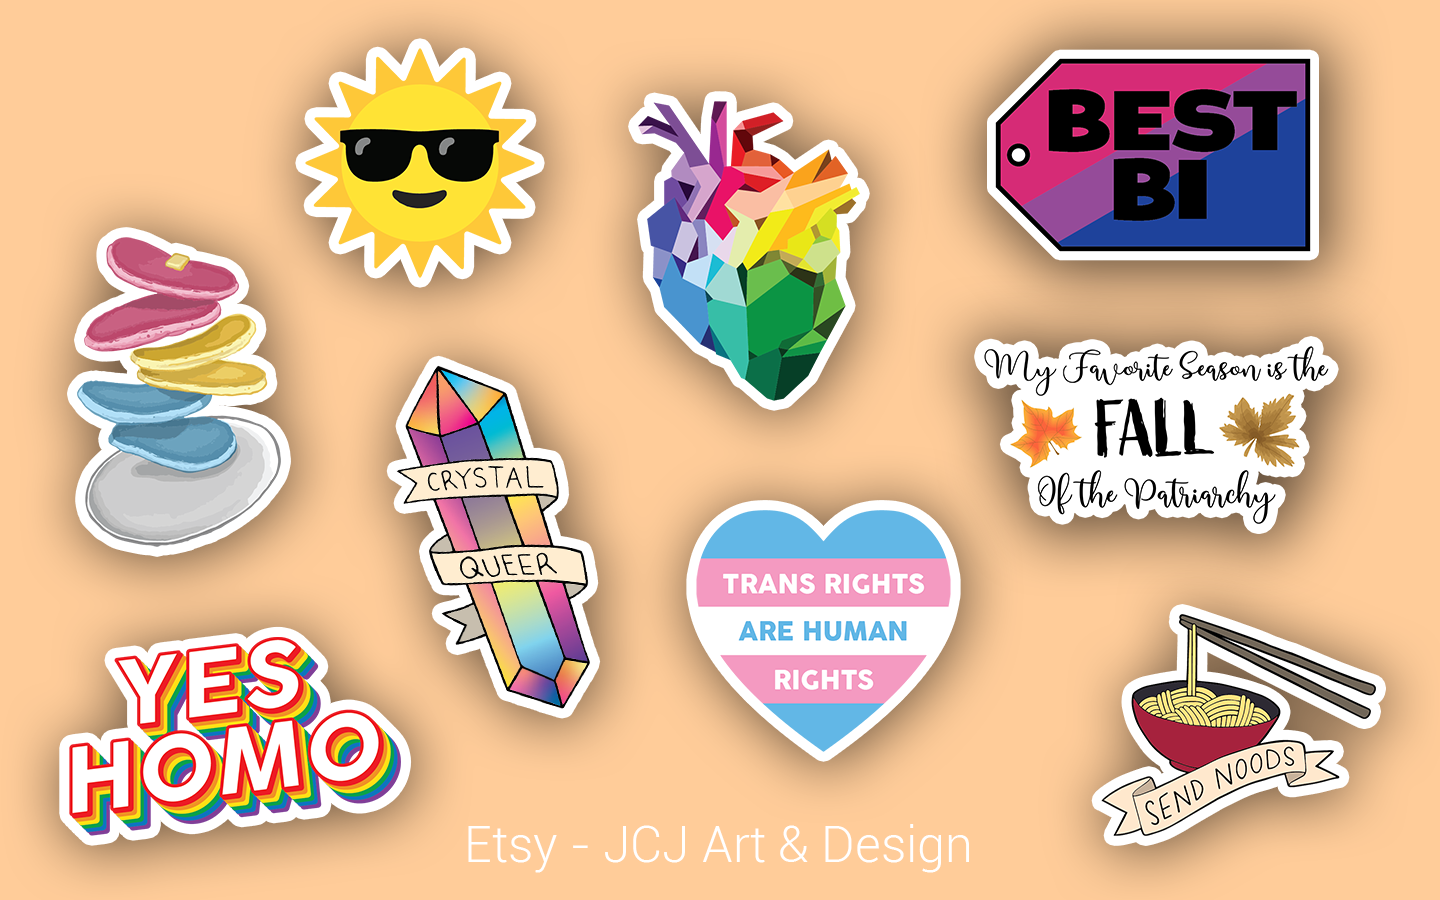 BEST
BI
My Favorite Season is the
FALL
Of the Patriarchy
CRYSTAL
QUEER
TRANS RIGHTS
ARE HUMAN
RIGHTS
YES
HOMO
SEND NOODS
Etsy - JCJ Art & Design